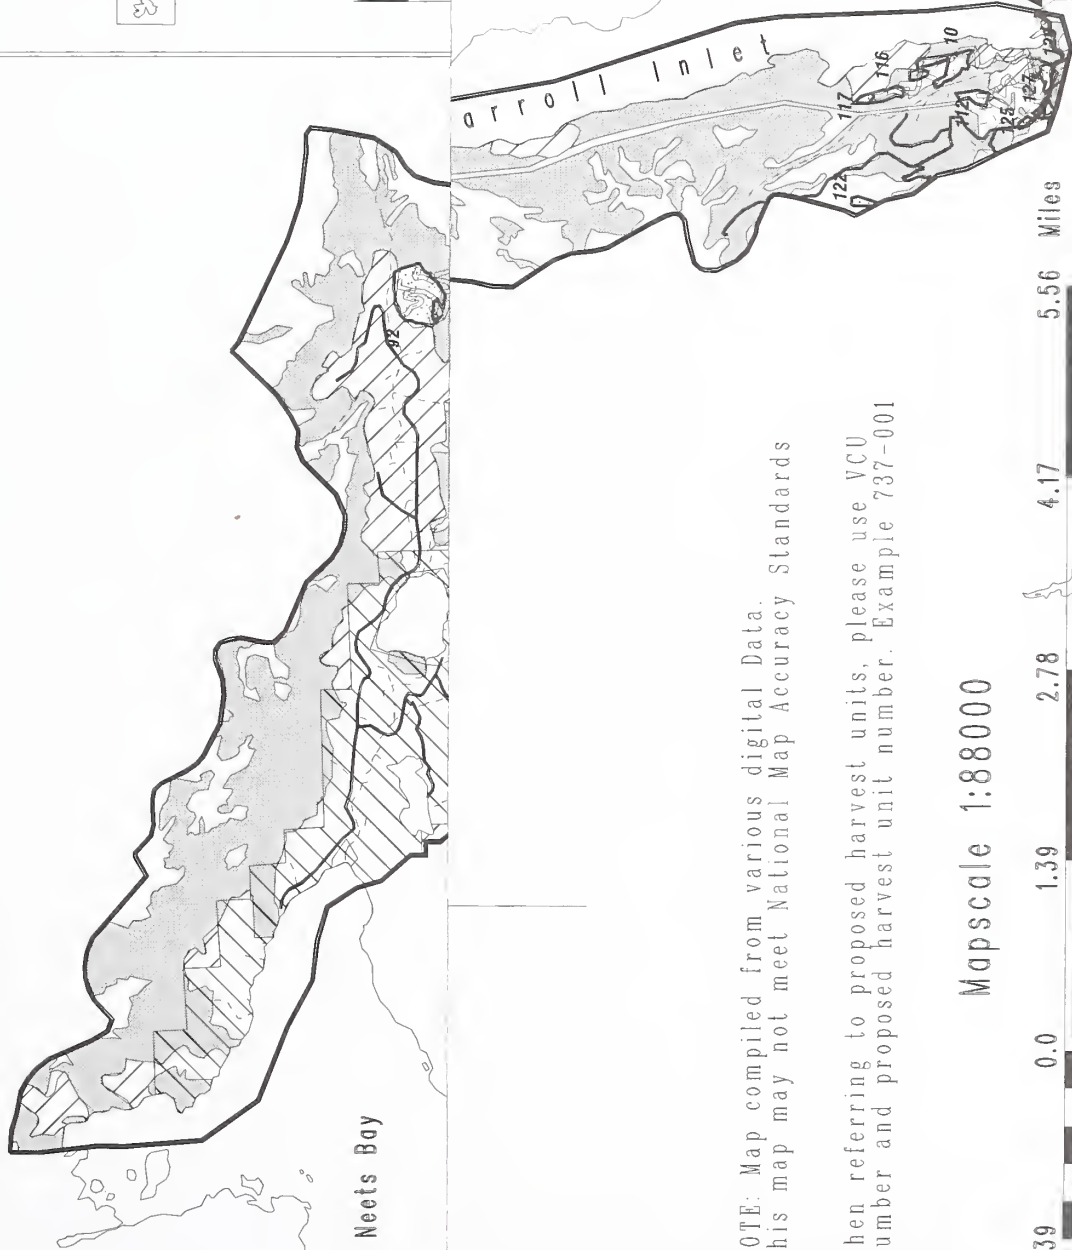 arroll Inlet
10
116
117
112
127
125
122
92
Neets Bay
OTE: Map compiled from various digital Data.
his map may not meet National Map Accuracy Standards
hen referring to proposed harvest units, please use VCU
umber and proposed harvest unit number. Example 737-001
Mapscale 1:88000
39 0.0 1.39 2.78 4.17 5.56 Miles